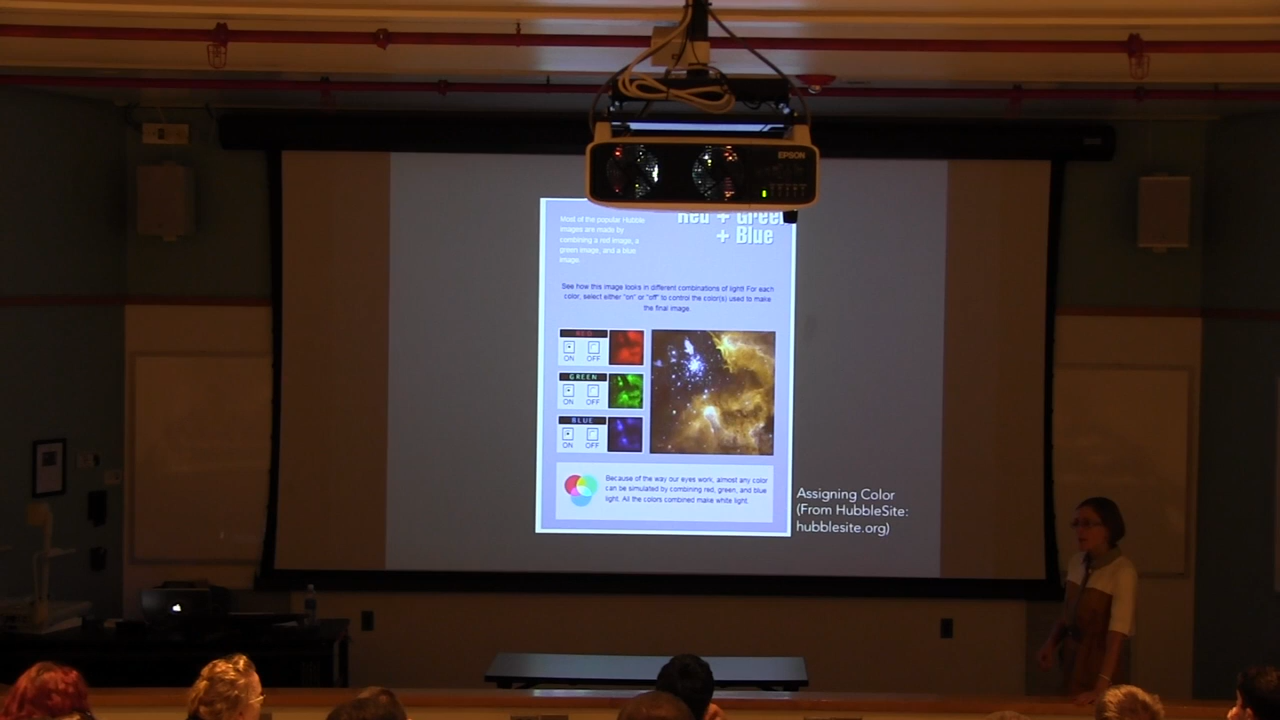 EPSON
Most of the popular Hubble
images are made by
combining a red image, a
green image, and a blue
image.
Red + Green
+ Blue
See how this image looks in different combinations of light! For each
color, select either "on" or "off" to control the color(s) used to make
the final image.
RED
ON OFF
GREEN
ON OFF
BLUE
ON OFF
Because of the way our eyes work, almost any color
can be simulated by combining red, green, and blue
light. All the colors combined make white light.
Assigning Color
(From HubbleSite:
hubblesite.org)